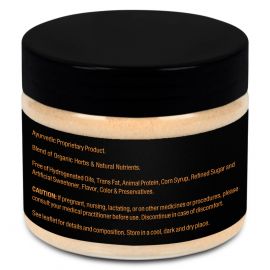 Ayurvedic Proprietary Product.
Blend of Organic Herbs & Natural Nutrients.
Free of Hydrogenated Oils, Trans Fat, Animal Protein, Corn Syrup, Refined Sugar and
Artificial Sweetener, Flavor, Color & Preservatives.
CAUTION: If pregnant, nursing, lactating, or on other medicines or procedures, please
consult your medical practitioner before use. Discontinue in case of discomfort.
See leaflet for details and composition. Store in a cool, dark and dry place.